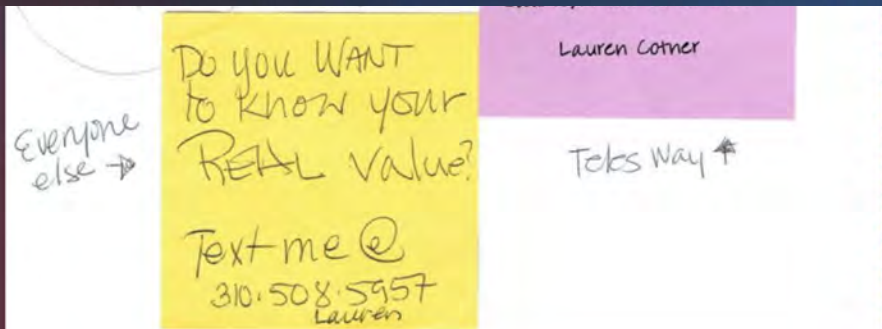 Lauren Cotner
DO YOU WANT
to know your
REAL value?
Everyone
else →
Teles Way ↑
Text me @
310.508.5957
Lauren